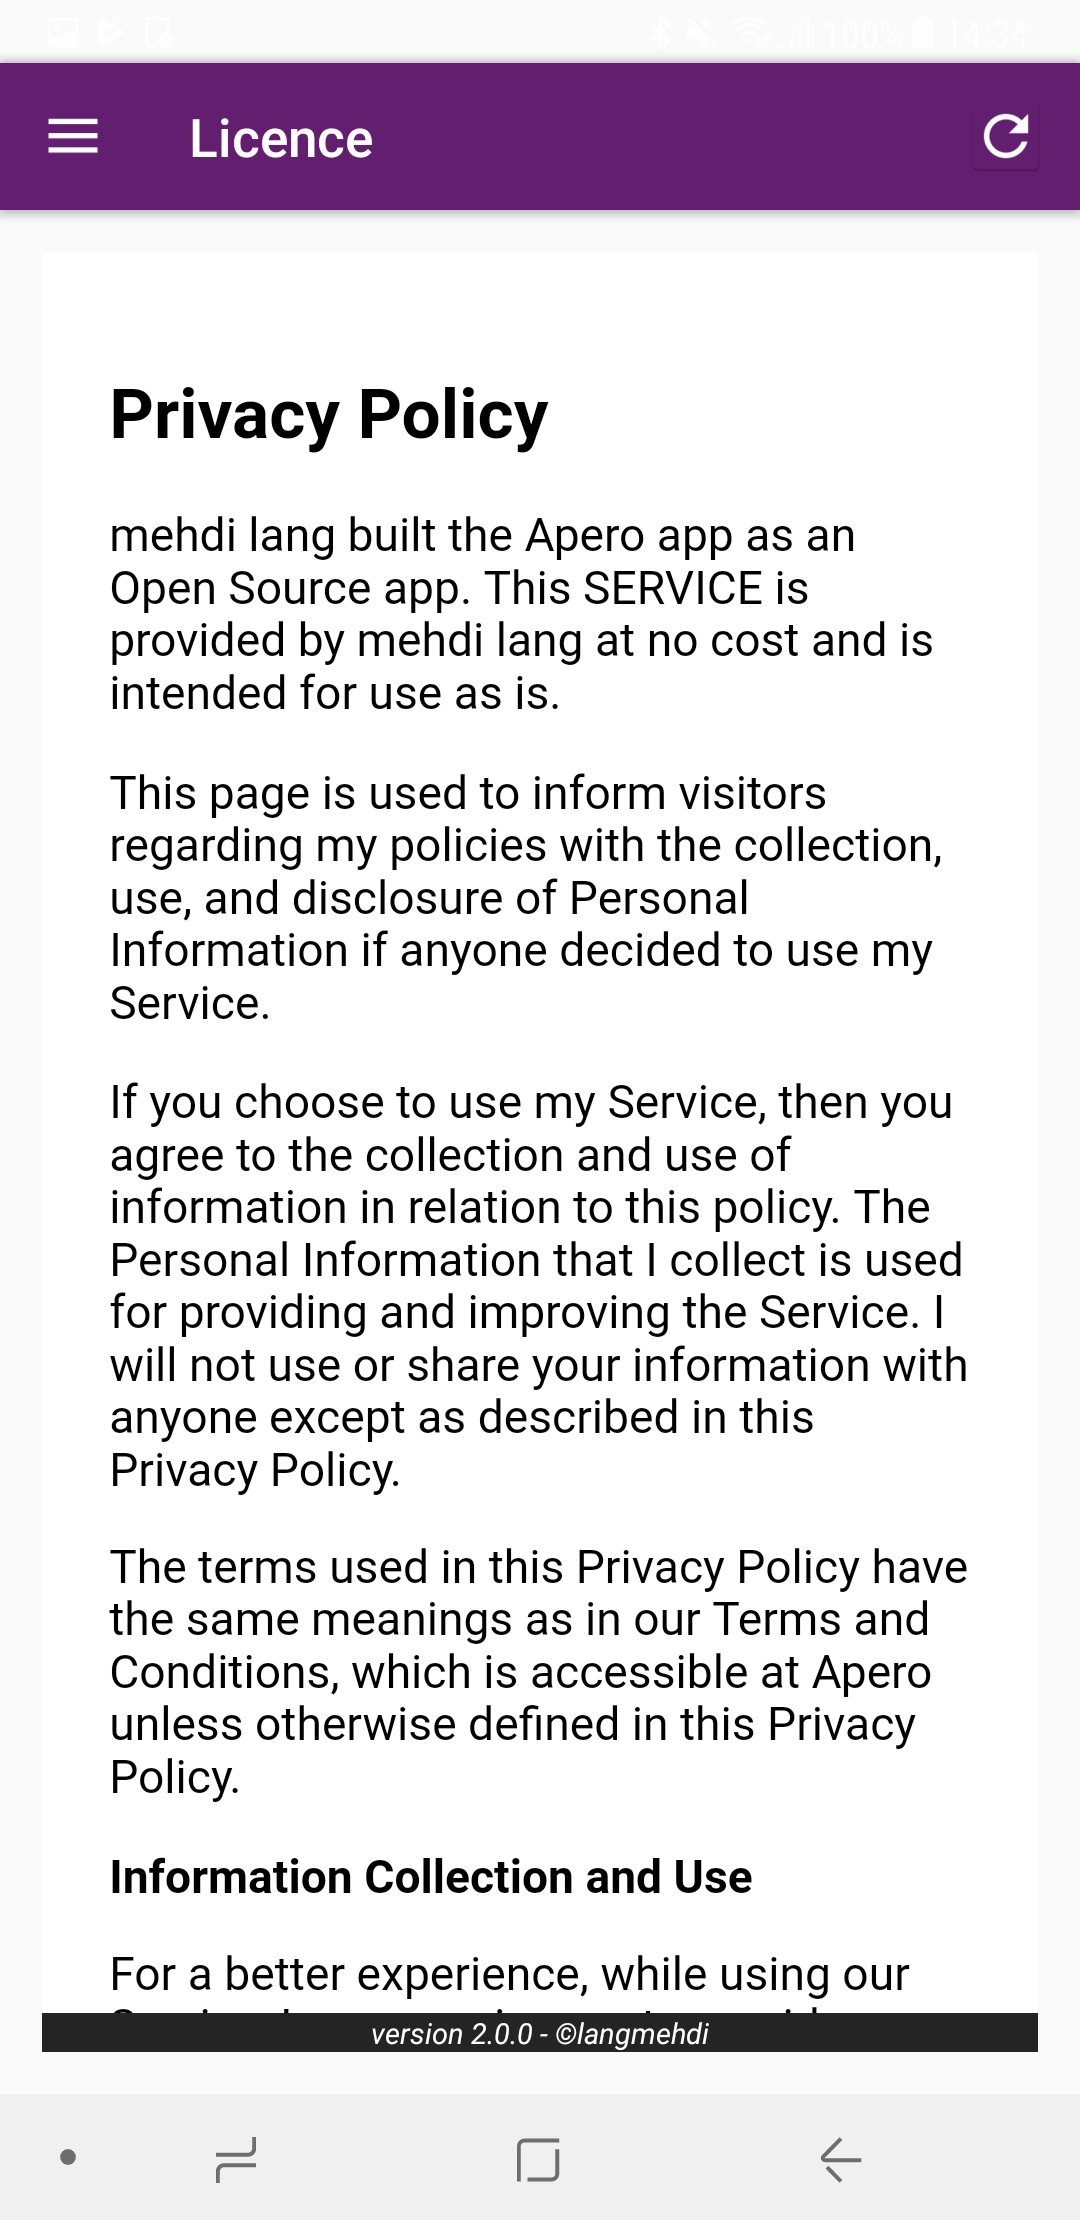 100% 14:34
Licence
Privacy Policy
mehdi lang built the Apero app as an
Open Source app. This SERVICE is
provided by mehdi lang at no cost and is
intended for use as is.
This page is used to inform visitors
regarding my policies with the collection,
use, and disclosure of Personal
Information if anyone decided to use my
Service.
If you choose to use my Service, then you
agree to the collection and use of
information in relation to this policy. The
Personal Information that I collect is used
for providing and improving the Service. I
will not use or share your information with
anyone except as described in this
Privacy Policy.
The terms used in this Privacy Policy have
the same meanings as in our Terms and
Conditions, which is accessible at Apero
unless otherwise defined in this Privacy
Policy.
Information Collection and Use
For a better experience, while using our
version 2.0.0 - ©langmehdi